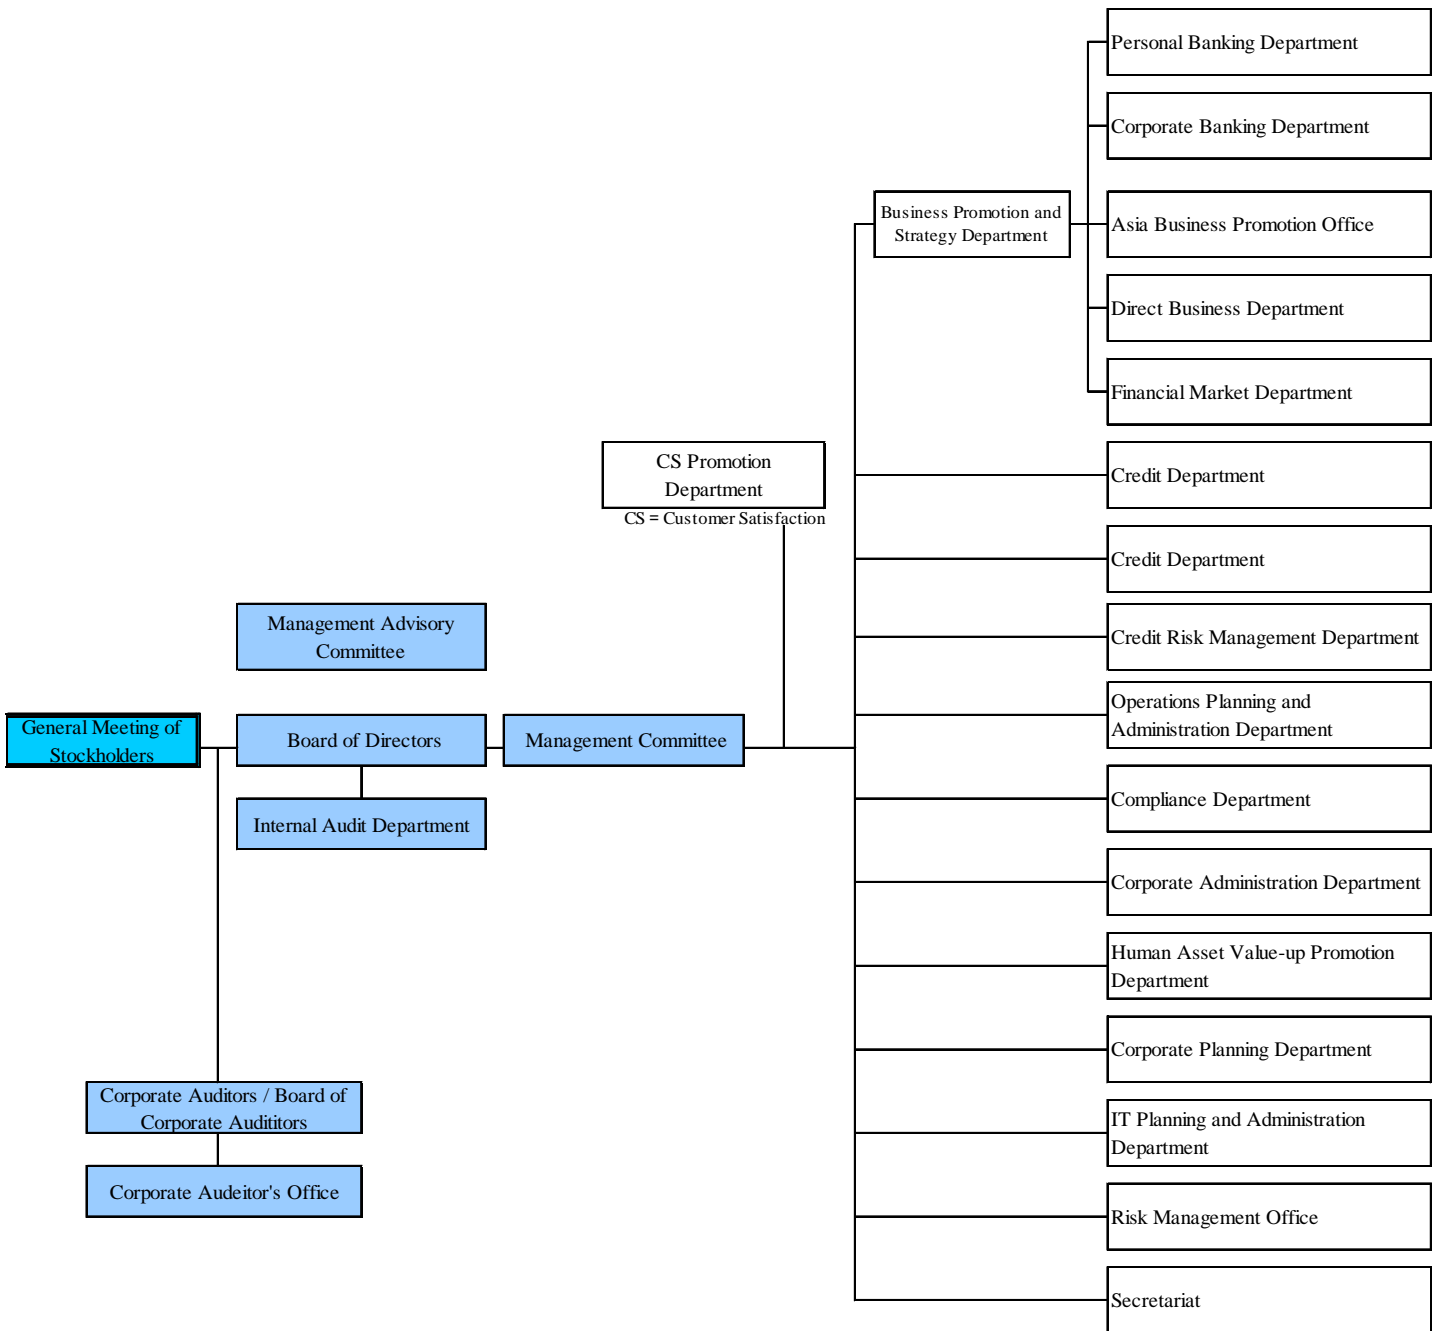 Personal Banking Department
Corporate Banking Department
Business Promotion and
Strategy Department
Asia Business Promotion Office
Direct Business Department
Financial Market Department
CS Promotion
Department
CS = Customer Satisfaction
Credit Department
Credit Department
Management Advisory
Committee
Credit Risk Management Department
General Meeting of
Stockholders
Board of Directors
Management Committee
Operations Planning and
Administration Department
Internal Audit Department
Compliance Department
Corporate Administration Department
Human Asset Value-up Promotion
Department
Corporate Planning Department
Corporate Auditors / Board of
Corporate Audititors
IT Planning and Administration
Department
Corporate Audeitor's Office
Risk Management Office
Secretariat